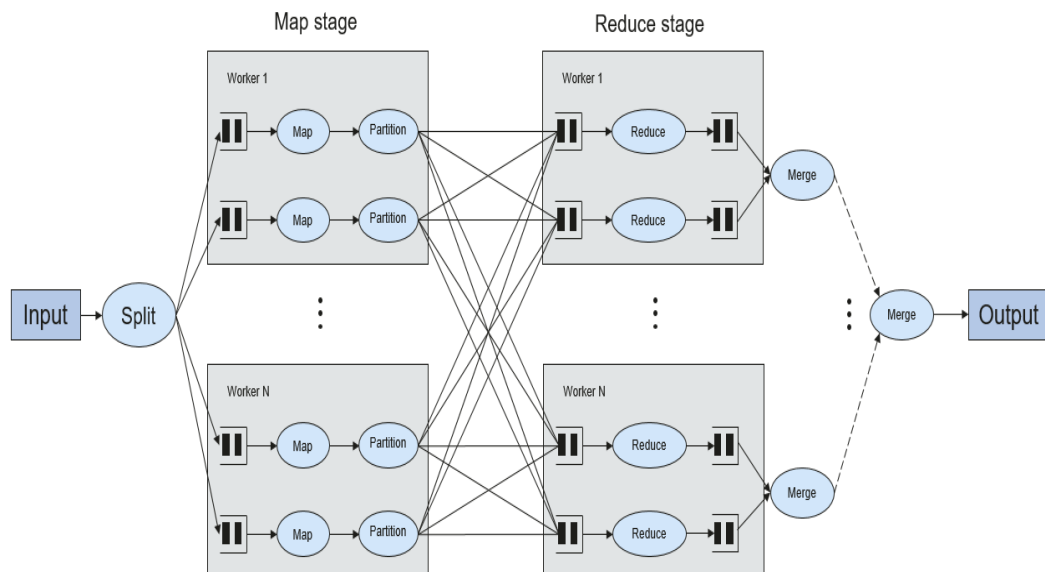 Map stage
Reduce stage
Worker 1
Worker 1
Map
Partition
Reduce
Merge
Map
Partition
Reduce
Input
Split
Merge
Output
Worker N
Worker N
Map
Partition
Reduce
Merge
Map
Partition
Reduce